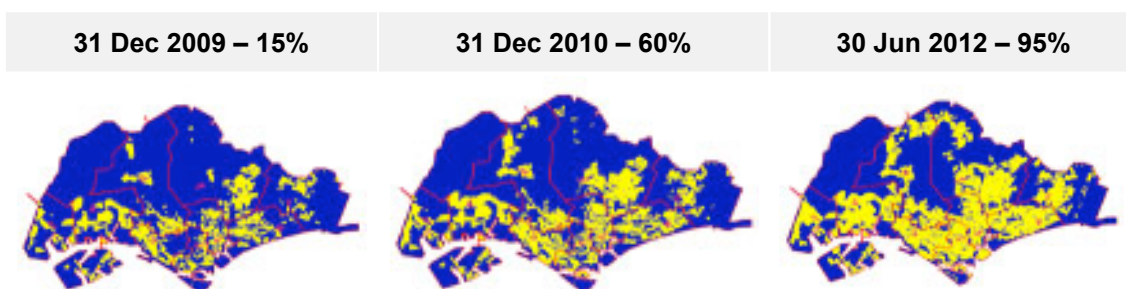 31 Dec 2009 – 15%
31 Dec 2010 – 60%
30 Jun 2012 – 95%